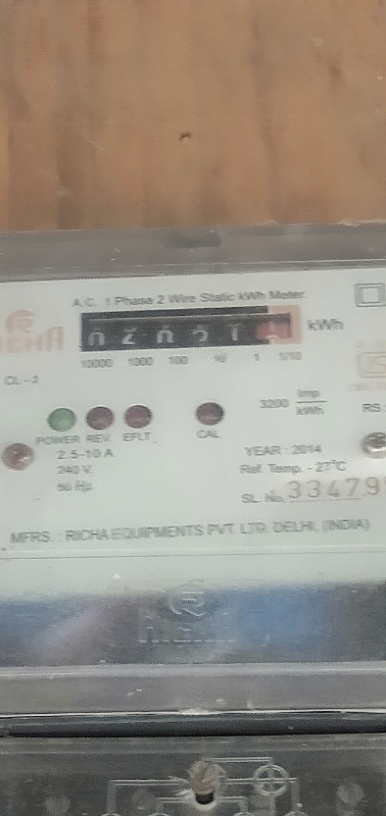 A.C. 1 Phase 2 Wire Static kWh Meter
RICHA
kWh
10000 1000 100 10 1 1/10
CL-2
3200 Imp/kWh
RS.
POWER REV. EFLT CAL
2.5-10 A
240 V.
50 Hz
YEAR : 2014
Ref. Temp. - 27°C
SL. No. 33479
MFRS. : RICHA EQUIPMENTS PVT. LTD. DELHI, (INDIA)
RICHA